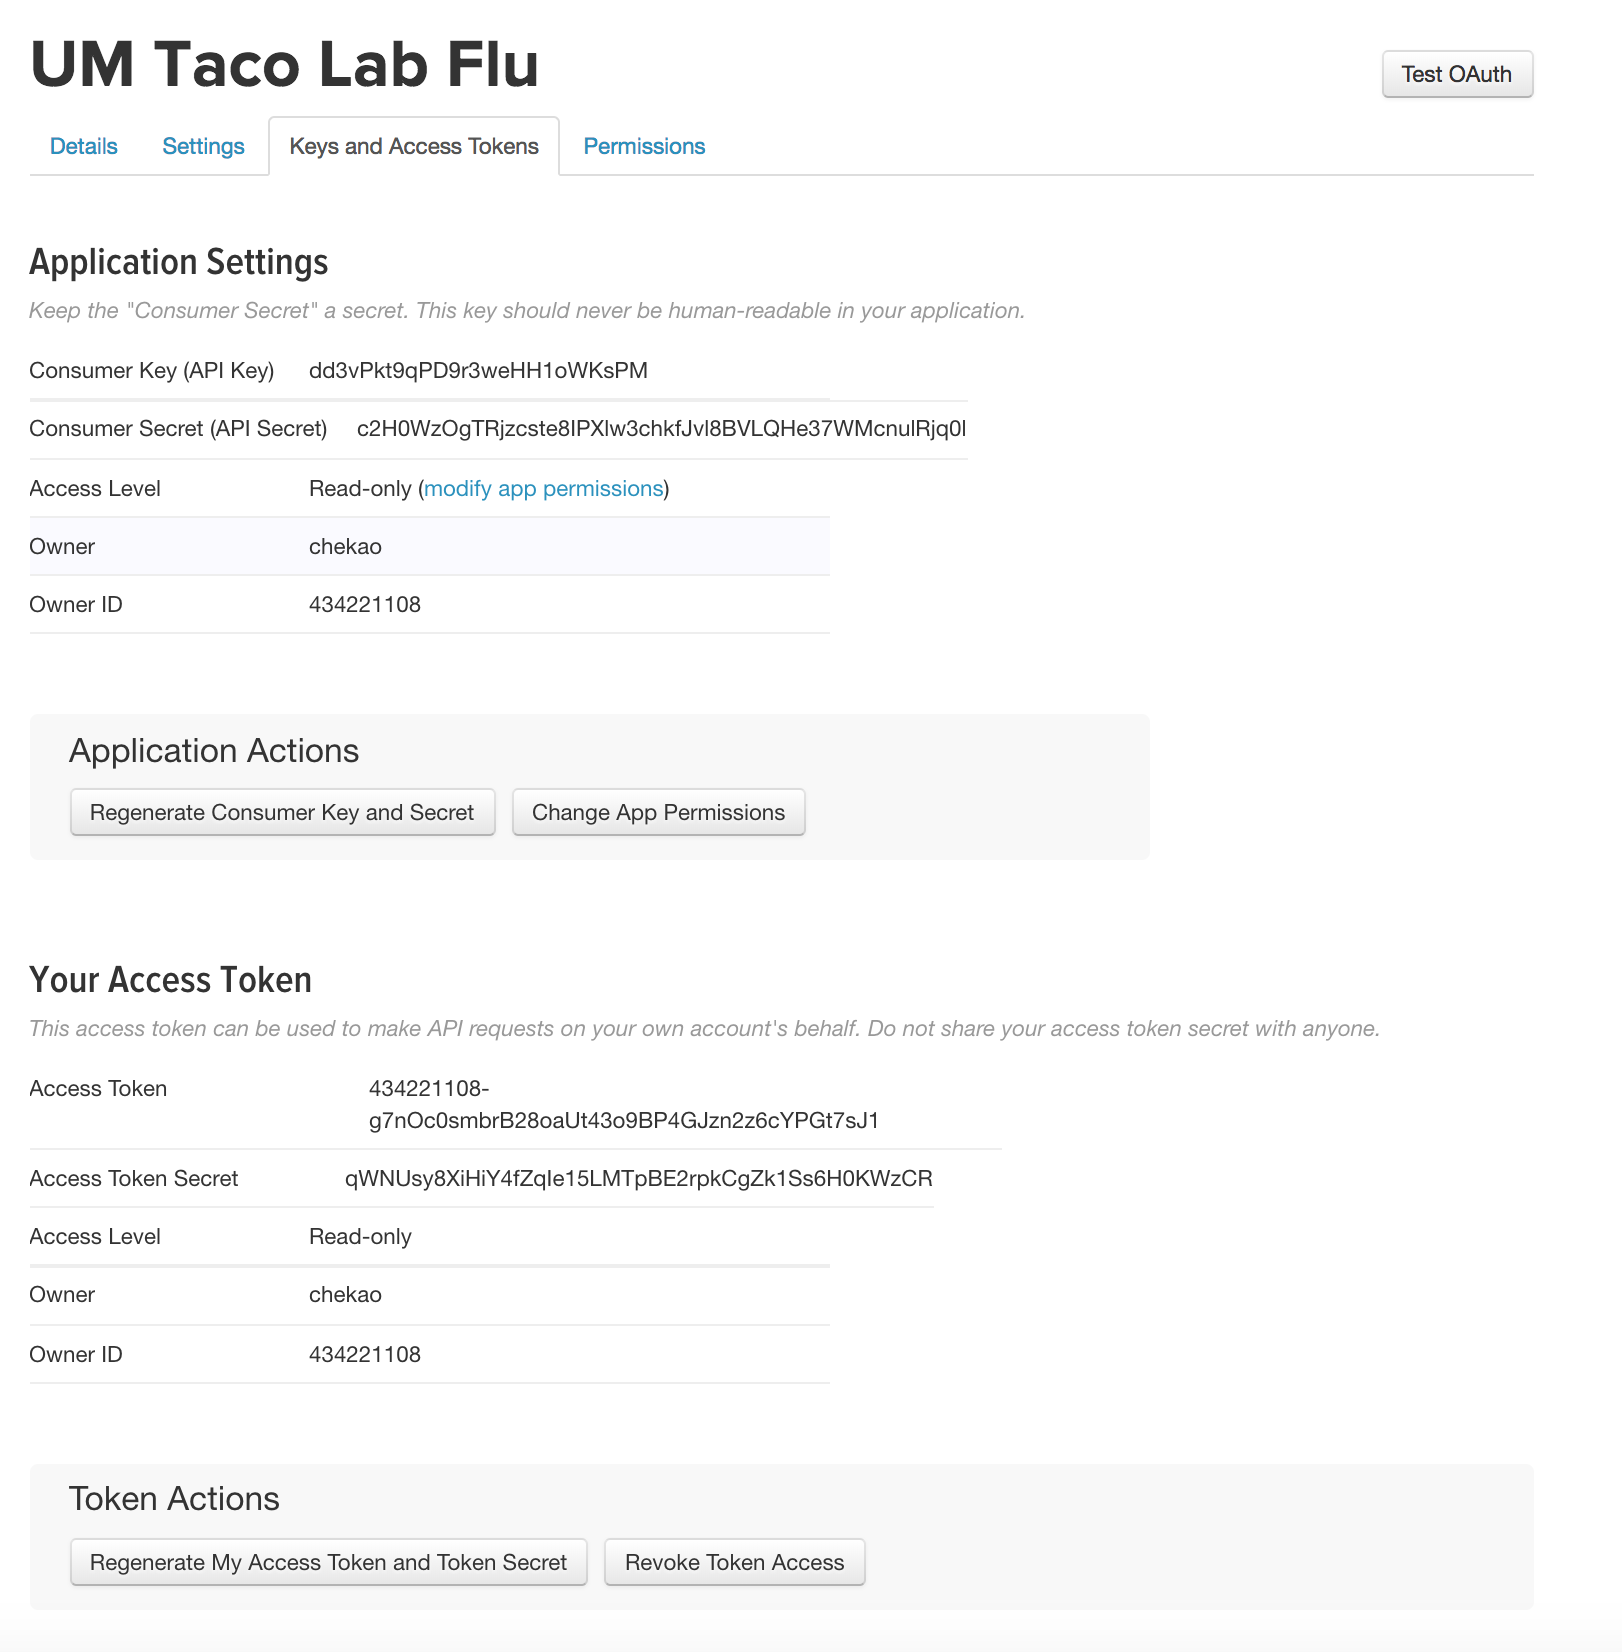 UM Taco Lab Flu
Test OAuth
Details
Settings
Keys and Access Tokens
Permissions
Application Settings
Keep the "Consumer Secret" a secret. This key should never be human-readable in your application.
Consumer Key (API Key) dd3vPkt9qPD9r3weHH1oWKsPM
Consumer Secret (API Secret)
Access Level Read-only (modify app permissions)
Owner chekao
Owner ID 434221108
Application Actions
Regenerate Consumer Key and Secret
Change App Permissions
Your Access Token
This access token can be used to make API requests on your own account's behalf. Do not share your access token secret with anyone.
Access Token 434221108-
g7nOc0smbrB28oaUt43o9BP4GJzn2z6cYPGt7sJ1
Access Token Secret
Access Level Read-only
Owner chekao
Owner ID 434221108
Token Actions
Regenerate My Access Token and Token Secret
Revoke Token Access